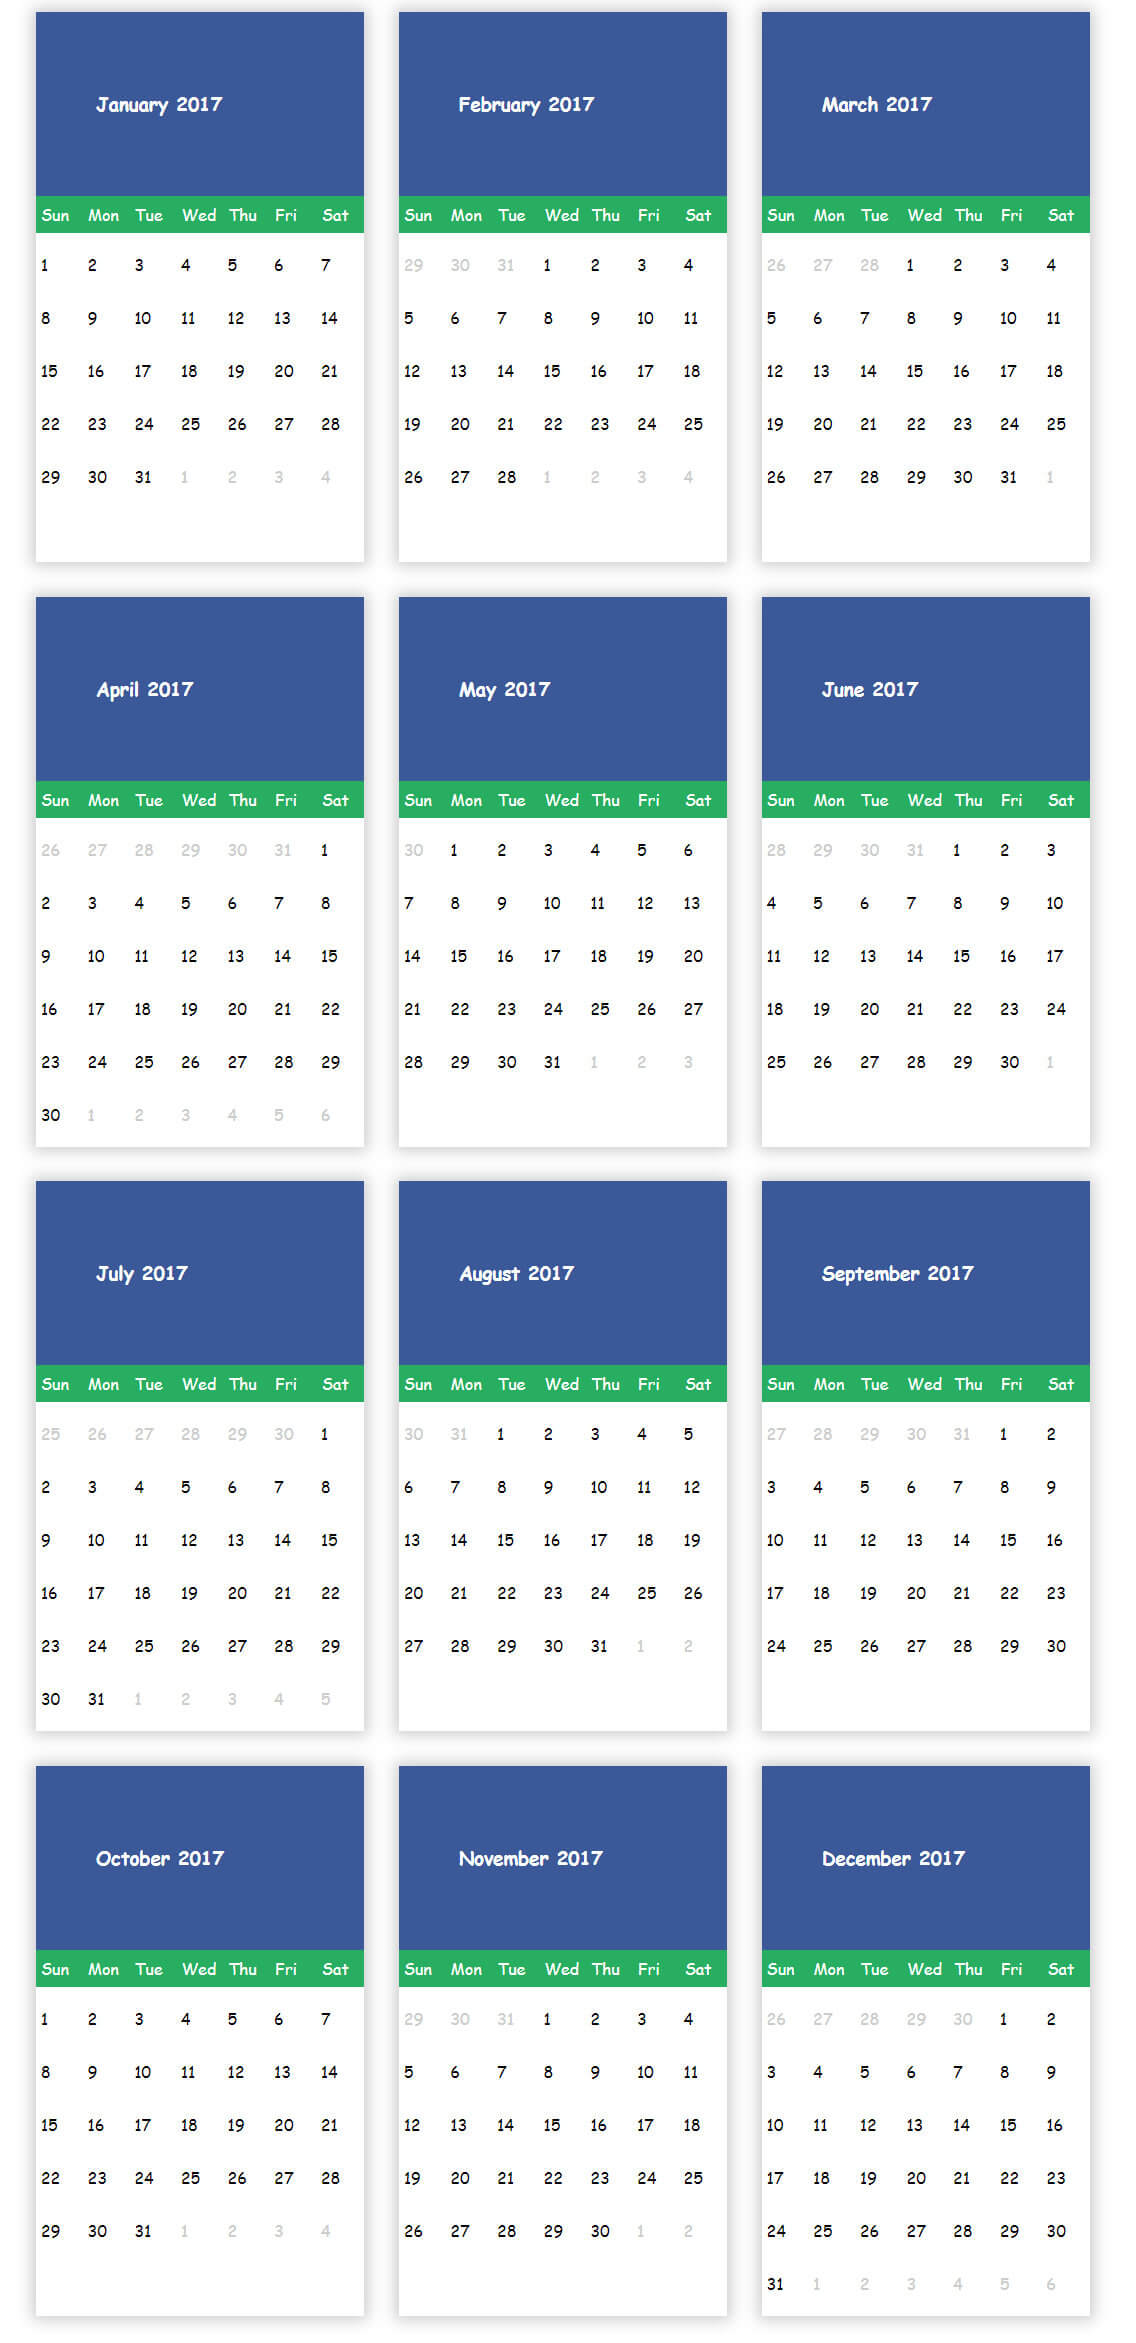 January 2017
Sun Mon Tue Wed Thu Fri Sat
1 2 3 4 5 6 7
8 9 10 11 12 13 14
15 16 17 18 19 20 21
22 23 24 25 26 27 28
29 30 31 1 2 3 4
February 2017
Sun Mon Tue Wed Thu Fri Sat
29 30 31 1 2 3 4
5 6 7 8 9 10 11
12 13 14 15 16 17 18
19 20 21 22 23 24 25
26 27 28 1 2 3 4
March 2017
Sun Mon Tue Wed Thu Fri Sat
26 27 28 1 2 3 4
5 6 7 8 9 10 11
12 13 14 15 16 17 18
19 20 21 22 23 24 25
26 27 28 29 30 31 1
April 2017
Sun Mon Tue Wed Thu Fri Sat
26 27 28 29 30 31 1
2 3 4 5 6 7 8
9 10 11 12 13 14 15
16 17 18 19 20 21 22
23 24 25 26 27 28 29
30 1 2 3 4 5 6
May 2017
Sun Mon Tue Wed Thu Fri Sat
30 1 2 3 4 5 6
7 8 9 10 11 12 13
14 15 16 17 18 19 20
21 22 23 24 25 26 27
28 29 30 31 1 2 3
June 2017
Sun Mon Tue Wed Thu Fri Sat
28 29 30 31 1 2 3
4 5 6 7 8 9 10
11 12 13 14 15 16 17
18 19 20 21 22 23 24
25 26 27 28 29 30 1
July 2017
Sun Mon Tue Wed Thu Fri Sat
25 26 27 28 29 30 1
2 3 4 5 6 7 8
9 10 11 12 13 14 15
16 17 18 19 20 21 22
23 24 25 26 27 28 29
30 31 1 2 3 4 5
August 2017
Sun Mon Tue Wed Thu Fri Sat
30 31 1 2 3 4 5
6 7 8 9 10 11 12
13 14 15 16 17 18 19
20 21 22 23 24 25 26
27 28 29 30 31 1 2
September 2017
Sun Mon Tue Wed Thu Fri Sat
27 28 29 30 31 1 2
3 4 5 6 7 8 9
10 11 12 13 14 15 16
17 18 19 20 21 22 23
24 25 26 27 28 29 30
October 2017
Sun Mon Tue Wed Thu Fri Sat
1 2 3 4 5 6 7
8 9 10 11 12 13 14
15 16 17 18 19 20 21
22 23 24 25 26 27 28
29 30 31 1 2 3 4
November 2017
Sun Mon Tue Wed Thu Fri Sat
29 30 31 1 2 3 4
5 6 7 8 9 10 11
12 13 14 15 16 17 18
19 20 21 22 23 24 25
26 27 28 29 30 1 2
December 2017
Sun Mon Tue Wed Thu Fri Sat
26 27 28 29 30 1 2
3 4 5 6 7 8 9
10 11 12 13 14 15 16
17 18 19 20 21 22 23
24 25 26 27 28 29 30
31 1 2 3 4 5 6